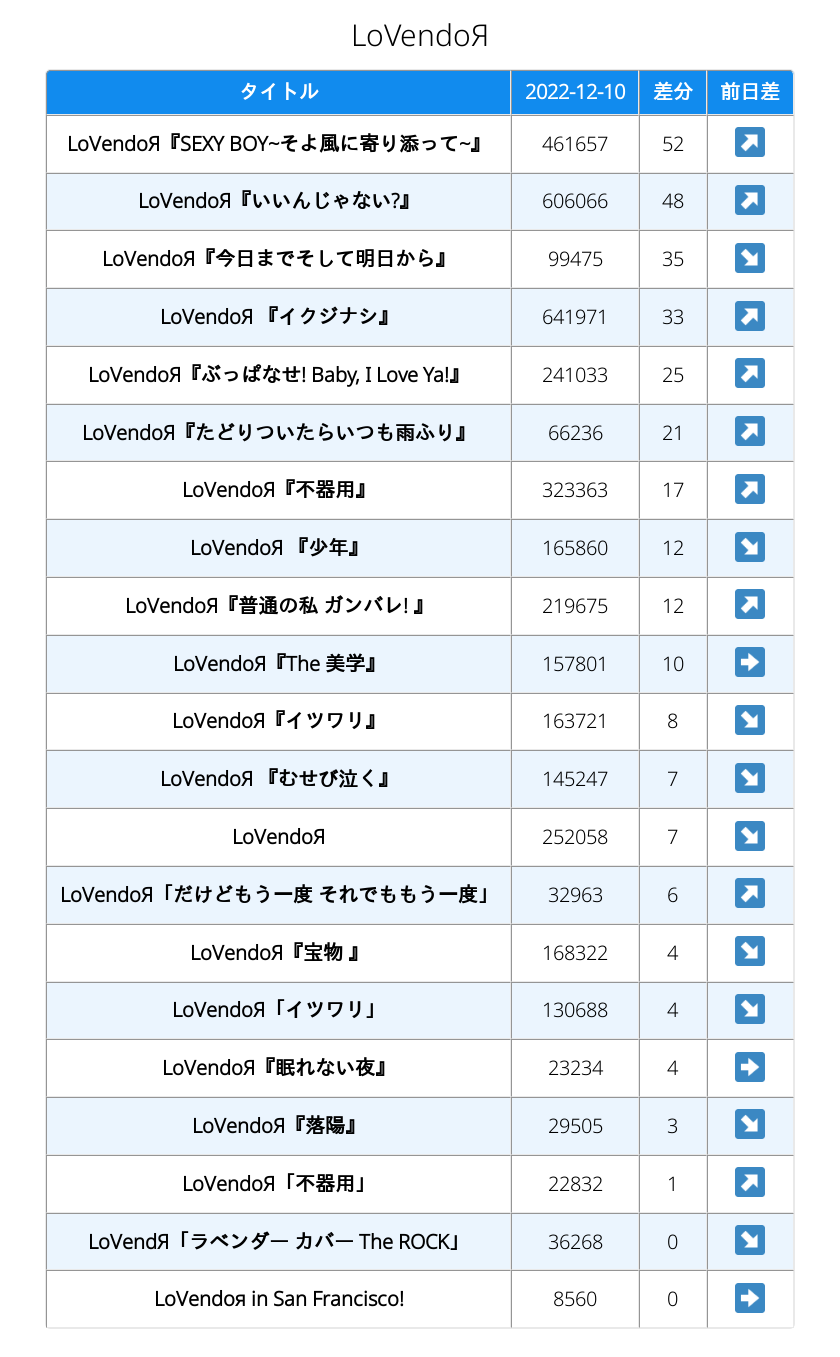 LoVendoЯ
タイトル 2022-12-10 差分 前日差
LoVendoЯ『SEXY BOY~そよ風に寄り添って~』 461657 52 ↗
LoVendoЯ『いいんじゃない?』 606066 48 ↗
LoVendoЯ『今日までそして明日から』 99475 35 ↘
LoVendoЯ 『イクジナシ』 641971 33 ↗
LoVendoЯ『ぶっぱなせ! Baby, I Love Ya!』 241033 25 ↗
LoVendoЯ『たどりついたらいつも雨ふり』 66236 21 ↗
LoVendoЯ『不器用』 323363 17 ↗
LoVendoЯ 『少年』 165860 12 ↘
LoVendoЯ『普通の私 ガンバレ! 』 219675 12 ↗
LoVendoЯ『The 美学』 157801 10 ➡
LoVendoЯ『イツワリ』 163721 8 ↘
LoVendoЯ 『むせび泣く』 145247 7 ↘
LoVendoЯ 252058 7 ↘
LoVendoЯ「だけどもう一度 それでももう一度」 32963 6 ↗
LoVendoЯ『宝物 』 168322 4 ↘
LoVendoЯ「イツワリ」 130688 4 ↘
LoVendoЯ『眠れない夜』 23234 4 ➡
LoVendoЯ『落陽』 29505 3 ↘
LoVendoЯ「不器用」 22832 1 ↗
LoVendЯ「ラベンダー カバー The ROCK」 36268 0 ↘
LoVendoя in San Francisco! 8560 0 ➡